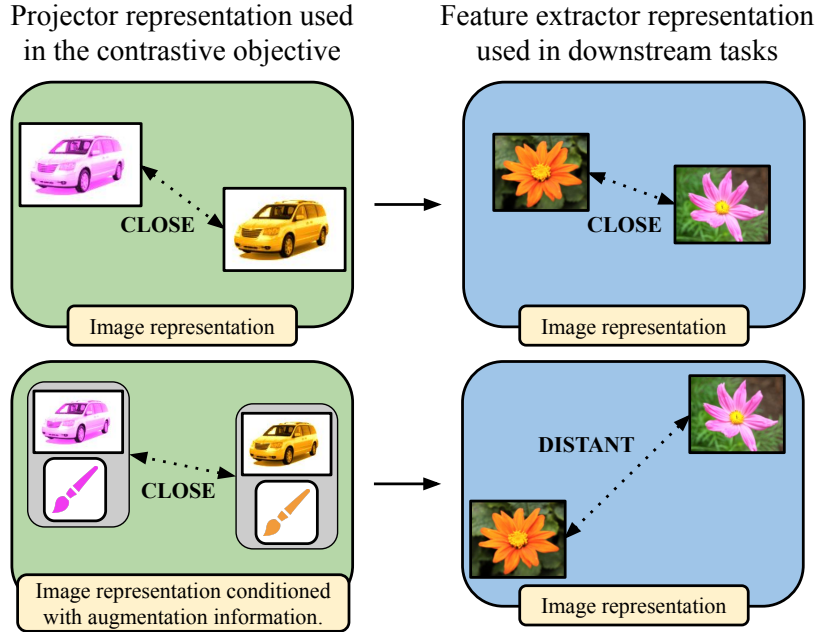 Projector representation used
in the contrastive objective
Feature extractor representation
used in downstream tasks
CLOSE
Image representation
CLOSE
Image representation
CLOSE
Image representation conditioned
with augmentation information.
DISTANT
Image representation